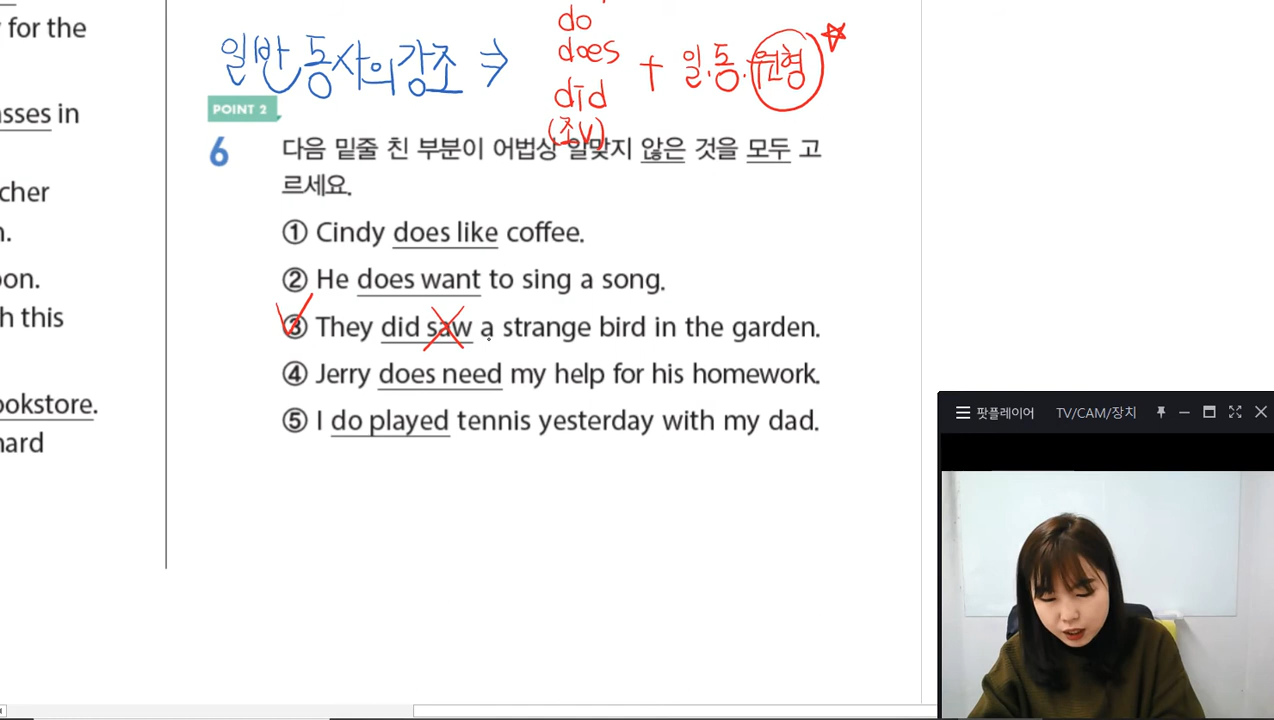 for the
sses in
cher
n.
oon.
h this
ookstore.
hard
do
does
did
(조V)
일반동사의강조 ⇒
+ 일.동.원형 ☆
POINT 2
6 다음 밑줄 친 부분이 어법상 알맞지 않은 것을 모두 고
르세요.
① Cindy does like coffee.
② He does want to sing a song.
③ They did saw a strange bird in the garden.
④ Jerry does need my help for his homework.
⑤ I do played tennis yesterday with my dad.
팟플레이어 TV/CAM/장치